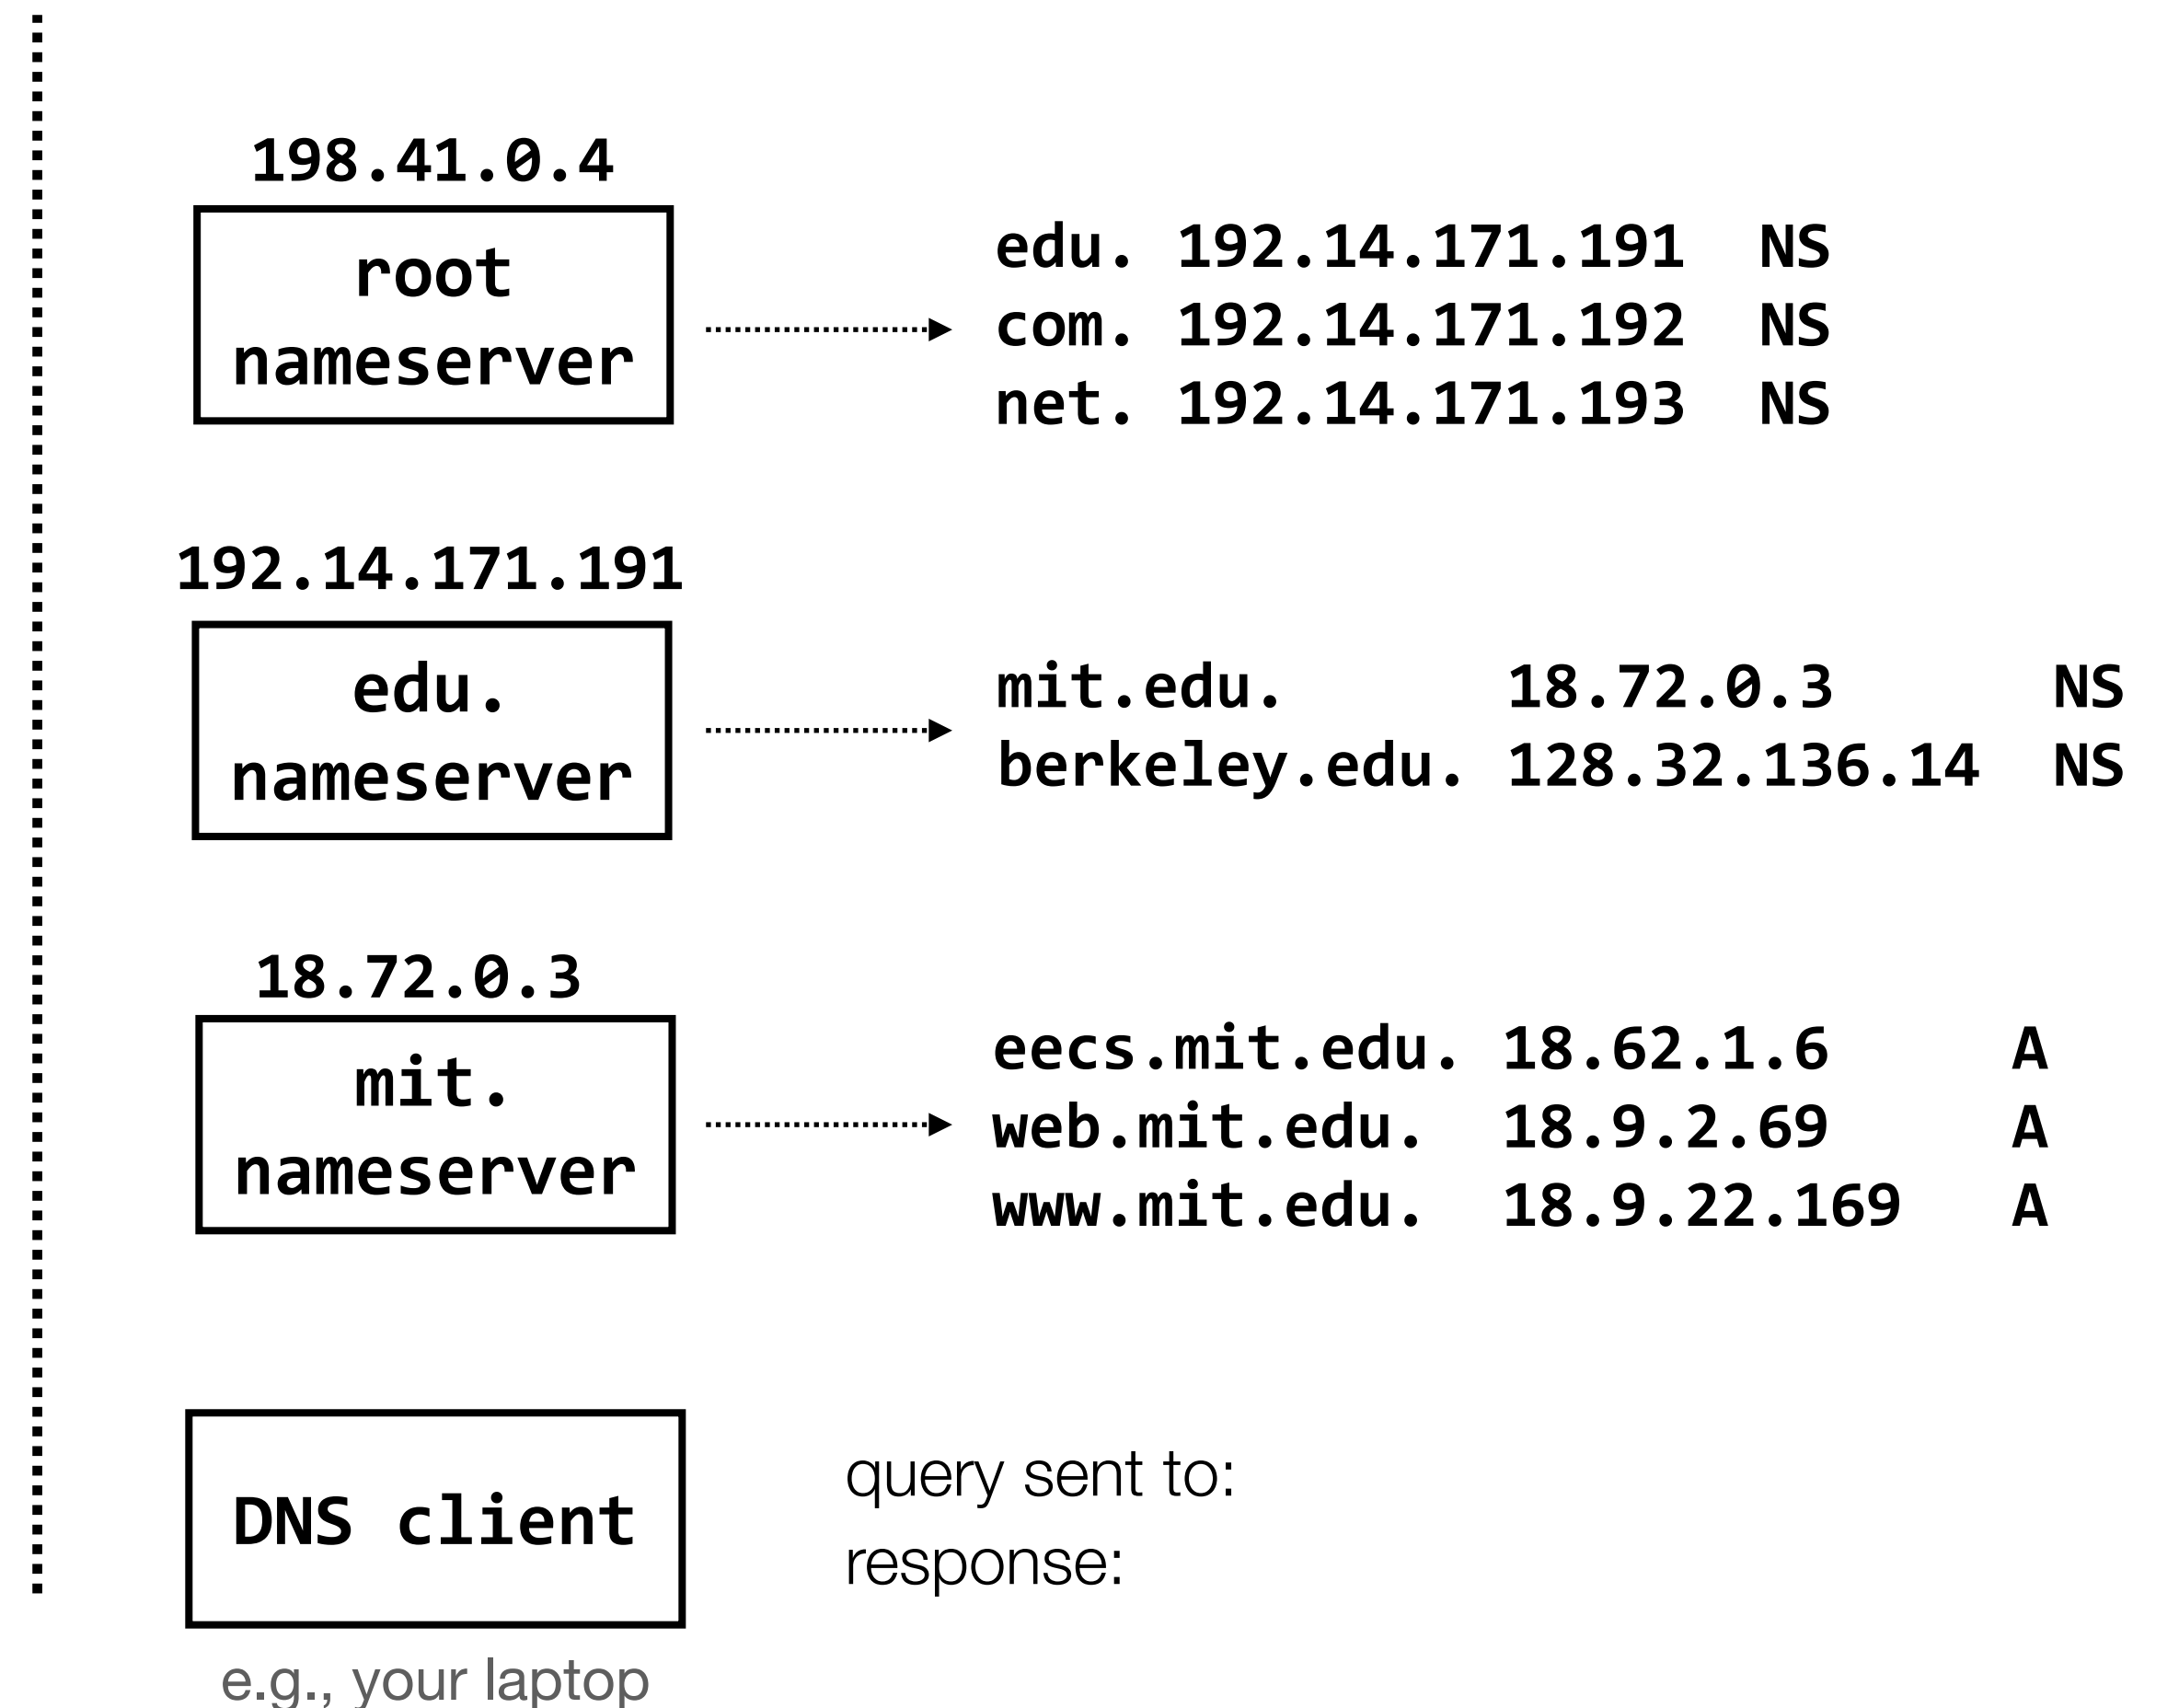 198.41.0.4
root
nameserver
edu. 192.14.171.191 NS
com. 192.14.171.192 NS
net. 192.14.171.193 NS
192.14.171.191
edu.
nameserver
mit.edu. 18.72.0.3 NS
berkeley.edu. 128.32.136.14 NS
18.72.0.3
mit.
nameserver
eecs.mit.edu. 18.62.1.6 A
web.mit.edu. 18.9.2.69 A
www.mit.edu. 18.9.22.169 A
DNS client
query sent to:
response:
e.g., your laptop